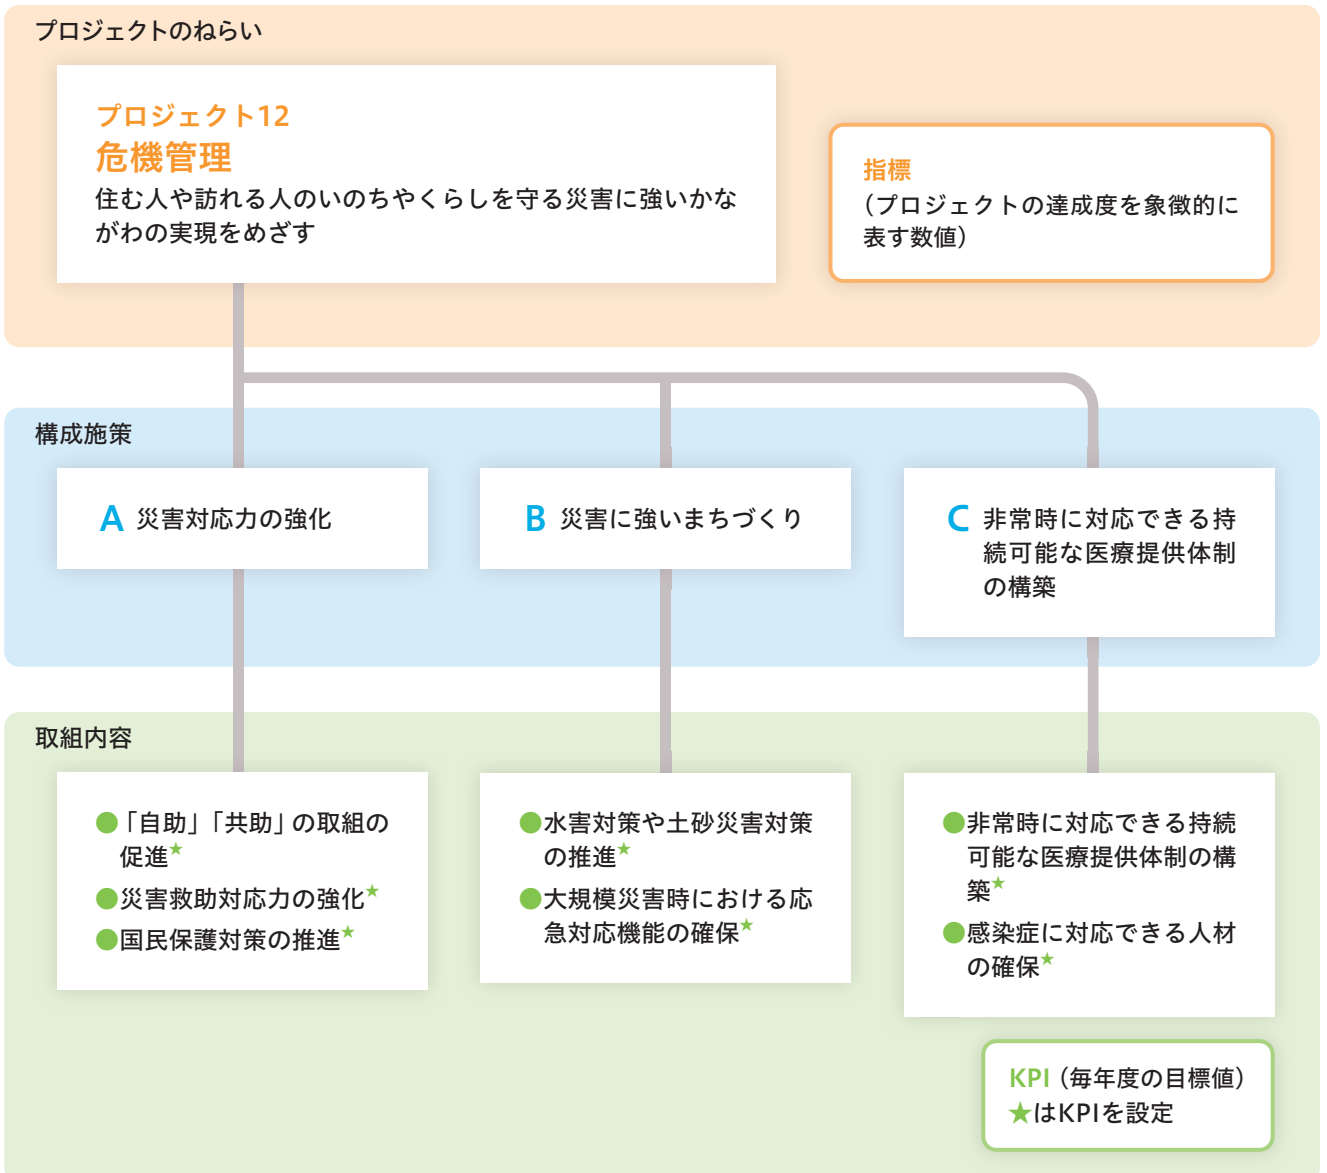 プロジェクトのねらい
プロジェクト12
危機管理
住む人や訪れる人のいのちやくらしを守る災害に強いかな
がわの実現をめざす
指標
(プロジェクトの達成度を象徴的に
表す数値)
構成施策
A 災害対応力の強化
B 災害に強いまちづくり
C 非常時に対応できる持
続可能な医療提供体制
の構築
取組内容
●「自助」「共助」の取組の
促進★
●災害救助対応力の強化★
●国民保護対策の推進★
●水害対策や土砂災害対策
の推進★
●大規模災害時における応
急対応機能の確保★
●非常時に対応できる持続
可能な医療提供体制の構
築★
●感染症に対応できる人材
の確保★
KPI(毎年度の目標値)
★はKPIを設定